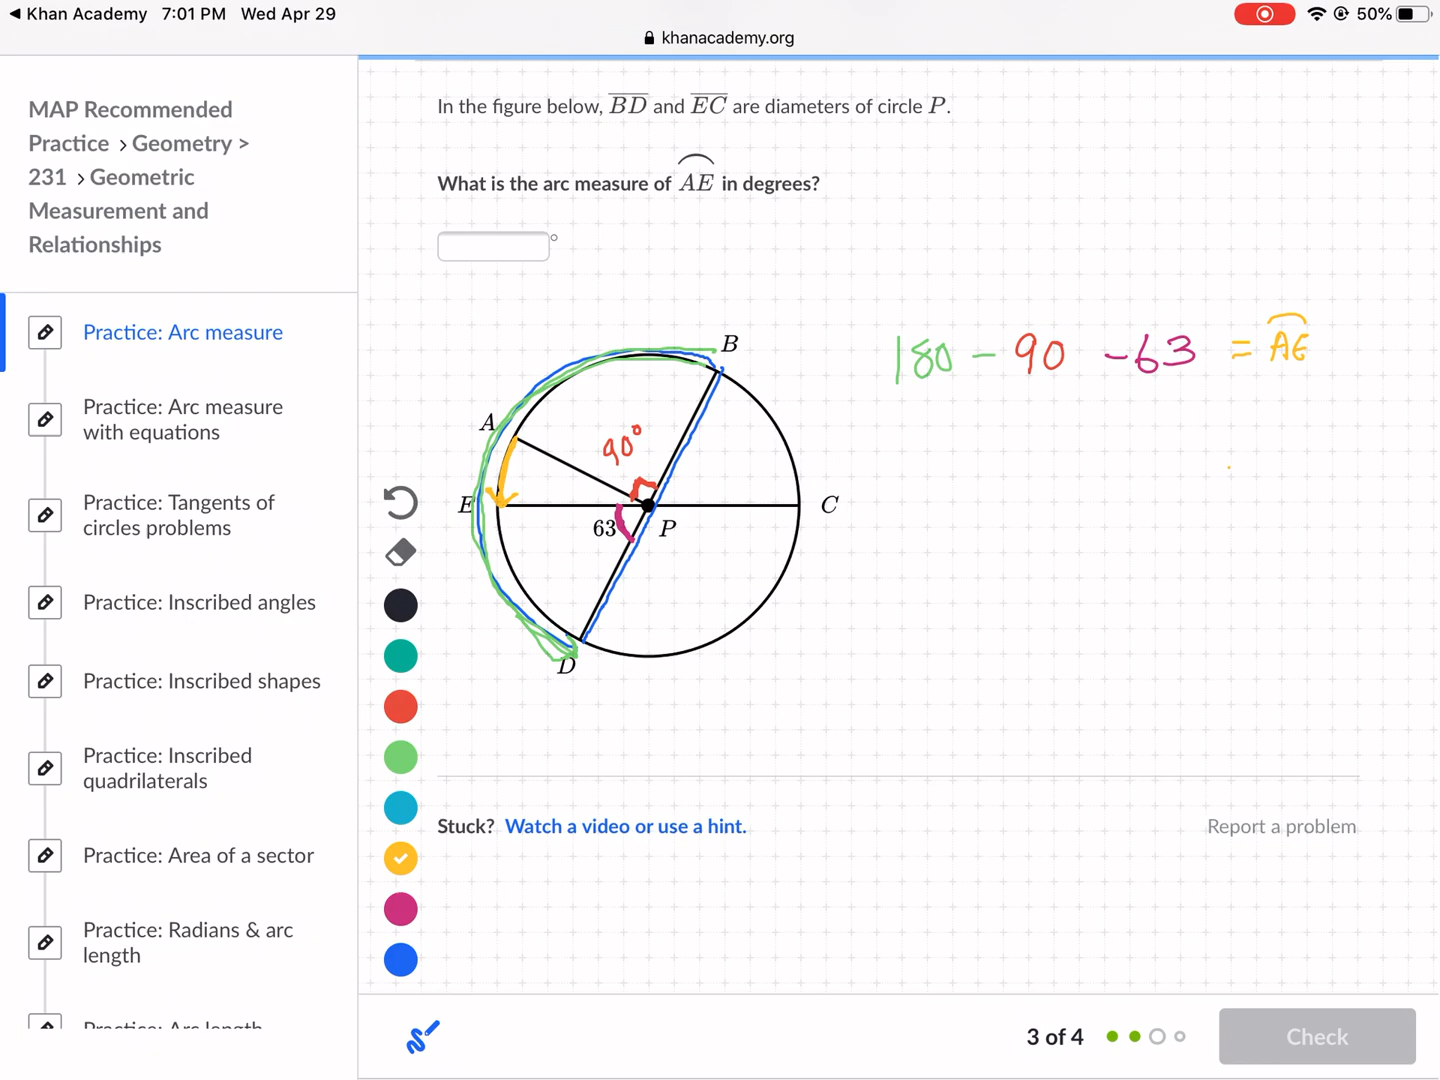 Khan Academy 7:01 PM Wed Apr 29
50%
khanacademy.org
MAP Recommended
Practice > Geometry >
231 > Geometric
Measurement and
Relationships
Practice: Arc measure
Practice: Arc measure
with equations
Practice: Tangents of
circles problems
Practice: Inscribed angles
Practice: Inscribed shapes
Practice: Inscribed
quadrilaterals
Practice: Area of a sector
Practice: Radians & arc
length
Practice: Arc length
In the figure below, BD and EC are diameters of circle P.
What is the arc measure of AE in degrees?
°
B
180 - 90 -63 = AE
A
90°
E
C
63
P
D
Stuck? Watch a video or use a hint.
Report a problem
3 of 4
Check